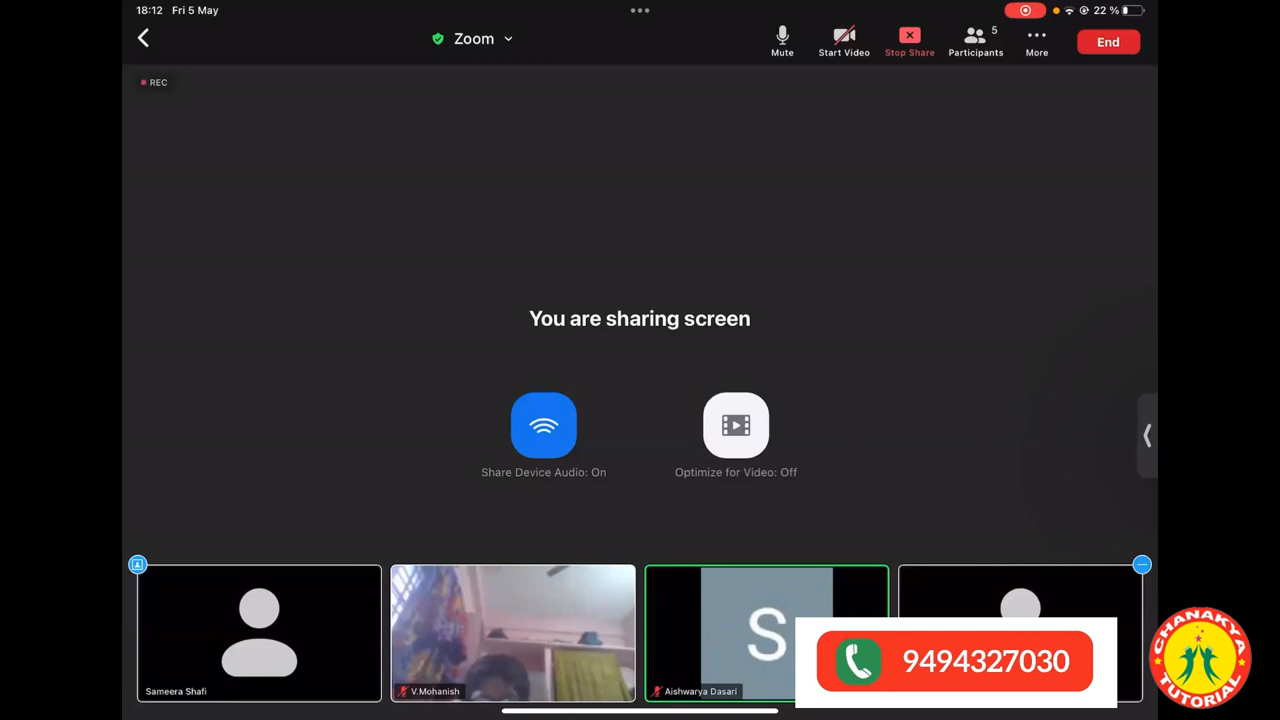 18:12 Fri 5 May
22 %
Zoom
Mute
Start Video
Stop Share
Participants
5
More
End
REC
You are sharing screen
Share Device Audio: On
Optimize for Video: Off
Sameera Shafi
V.Mohanish
S
Aishwarya Dasari
9494327030
CHANAKYA
TUTORIAL